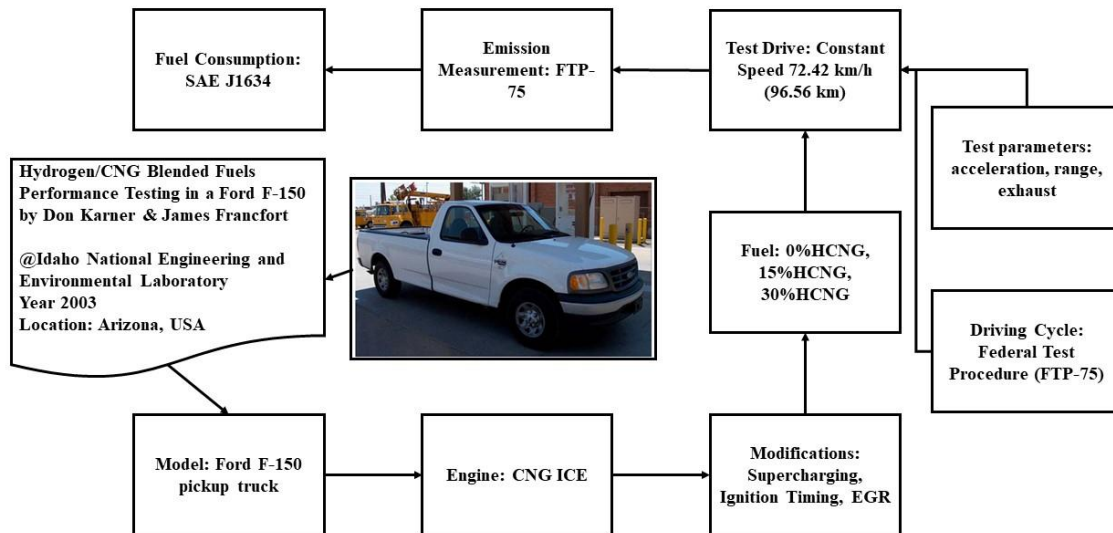 Fuel Consumption:
SAE J1634
Emission
Measurement: FTP-
75
Test Drive: Constant
Speed 72.42 km/h
(96.56 km)
Test parameters:
acceleration, range,
exhaust
Hydrogen/CNG Blended Fuels
Performance Testing in a Ford F-150
by Don Karner & James Francfort
@Idaho National Engineering and
Environmental Laboratory
Year 2003
Location: Arizona, USA
Fuel: 0%HCNG,
15%HCNG,
30%HCNG
Driving Cycle:
Federal Test
Procedure (FTP-75)
Model: Ford F-150
pickup truck
Engine: CNG ICE
Modifications:
Supercharging,
Ignition Timing, EGR